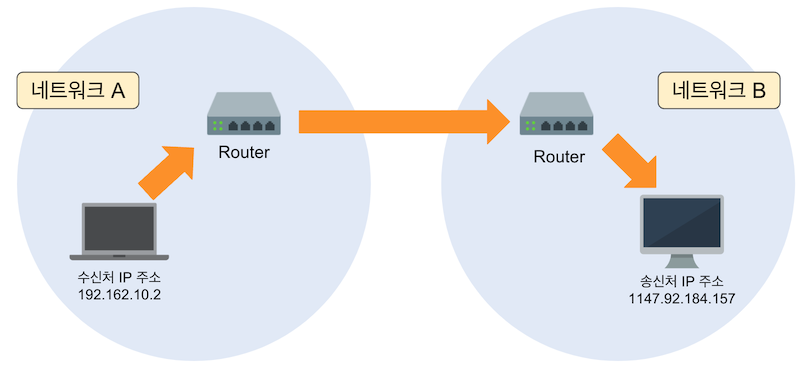 네트워크 A
네트워크 B
Router
Router
수신처 IP 주소
192.162.10.2
송신처 IP 주소
1147.92.184.157